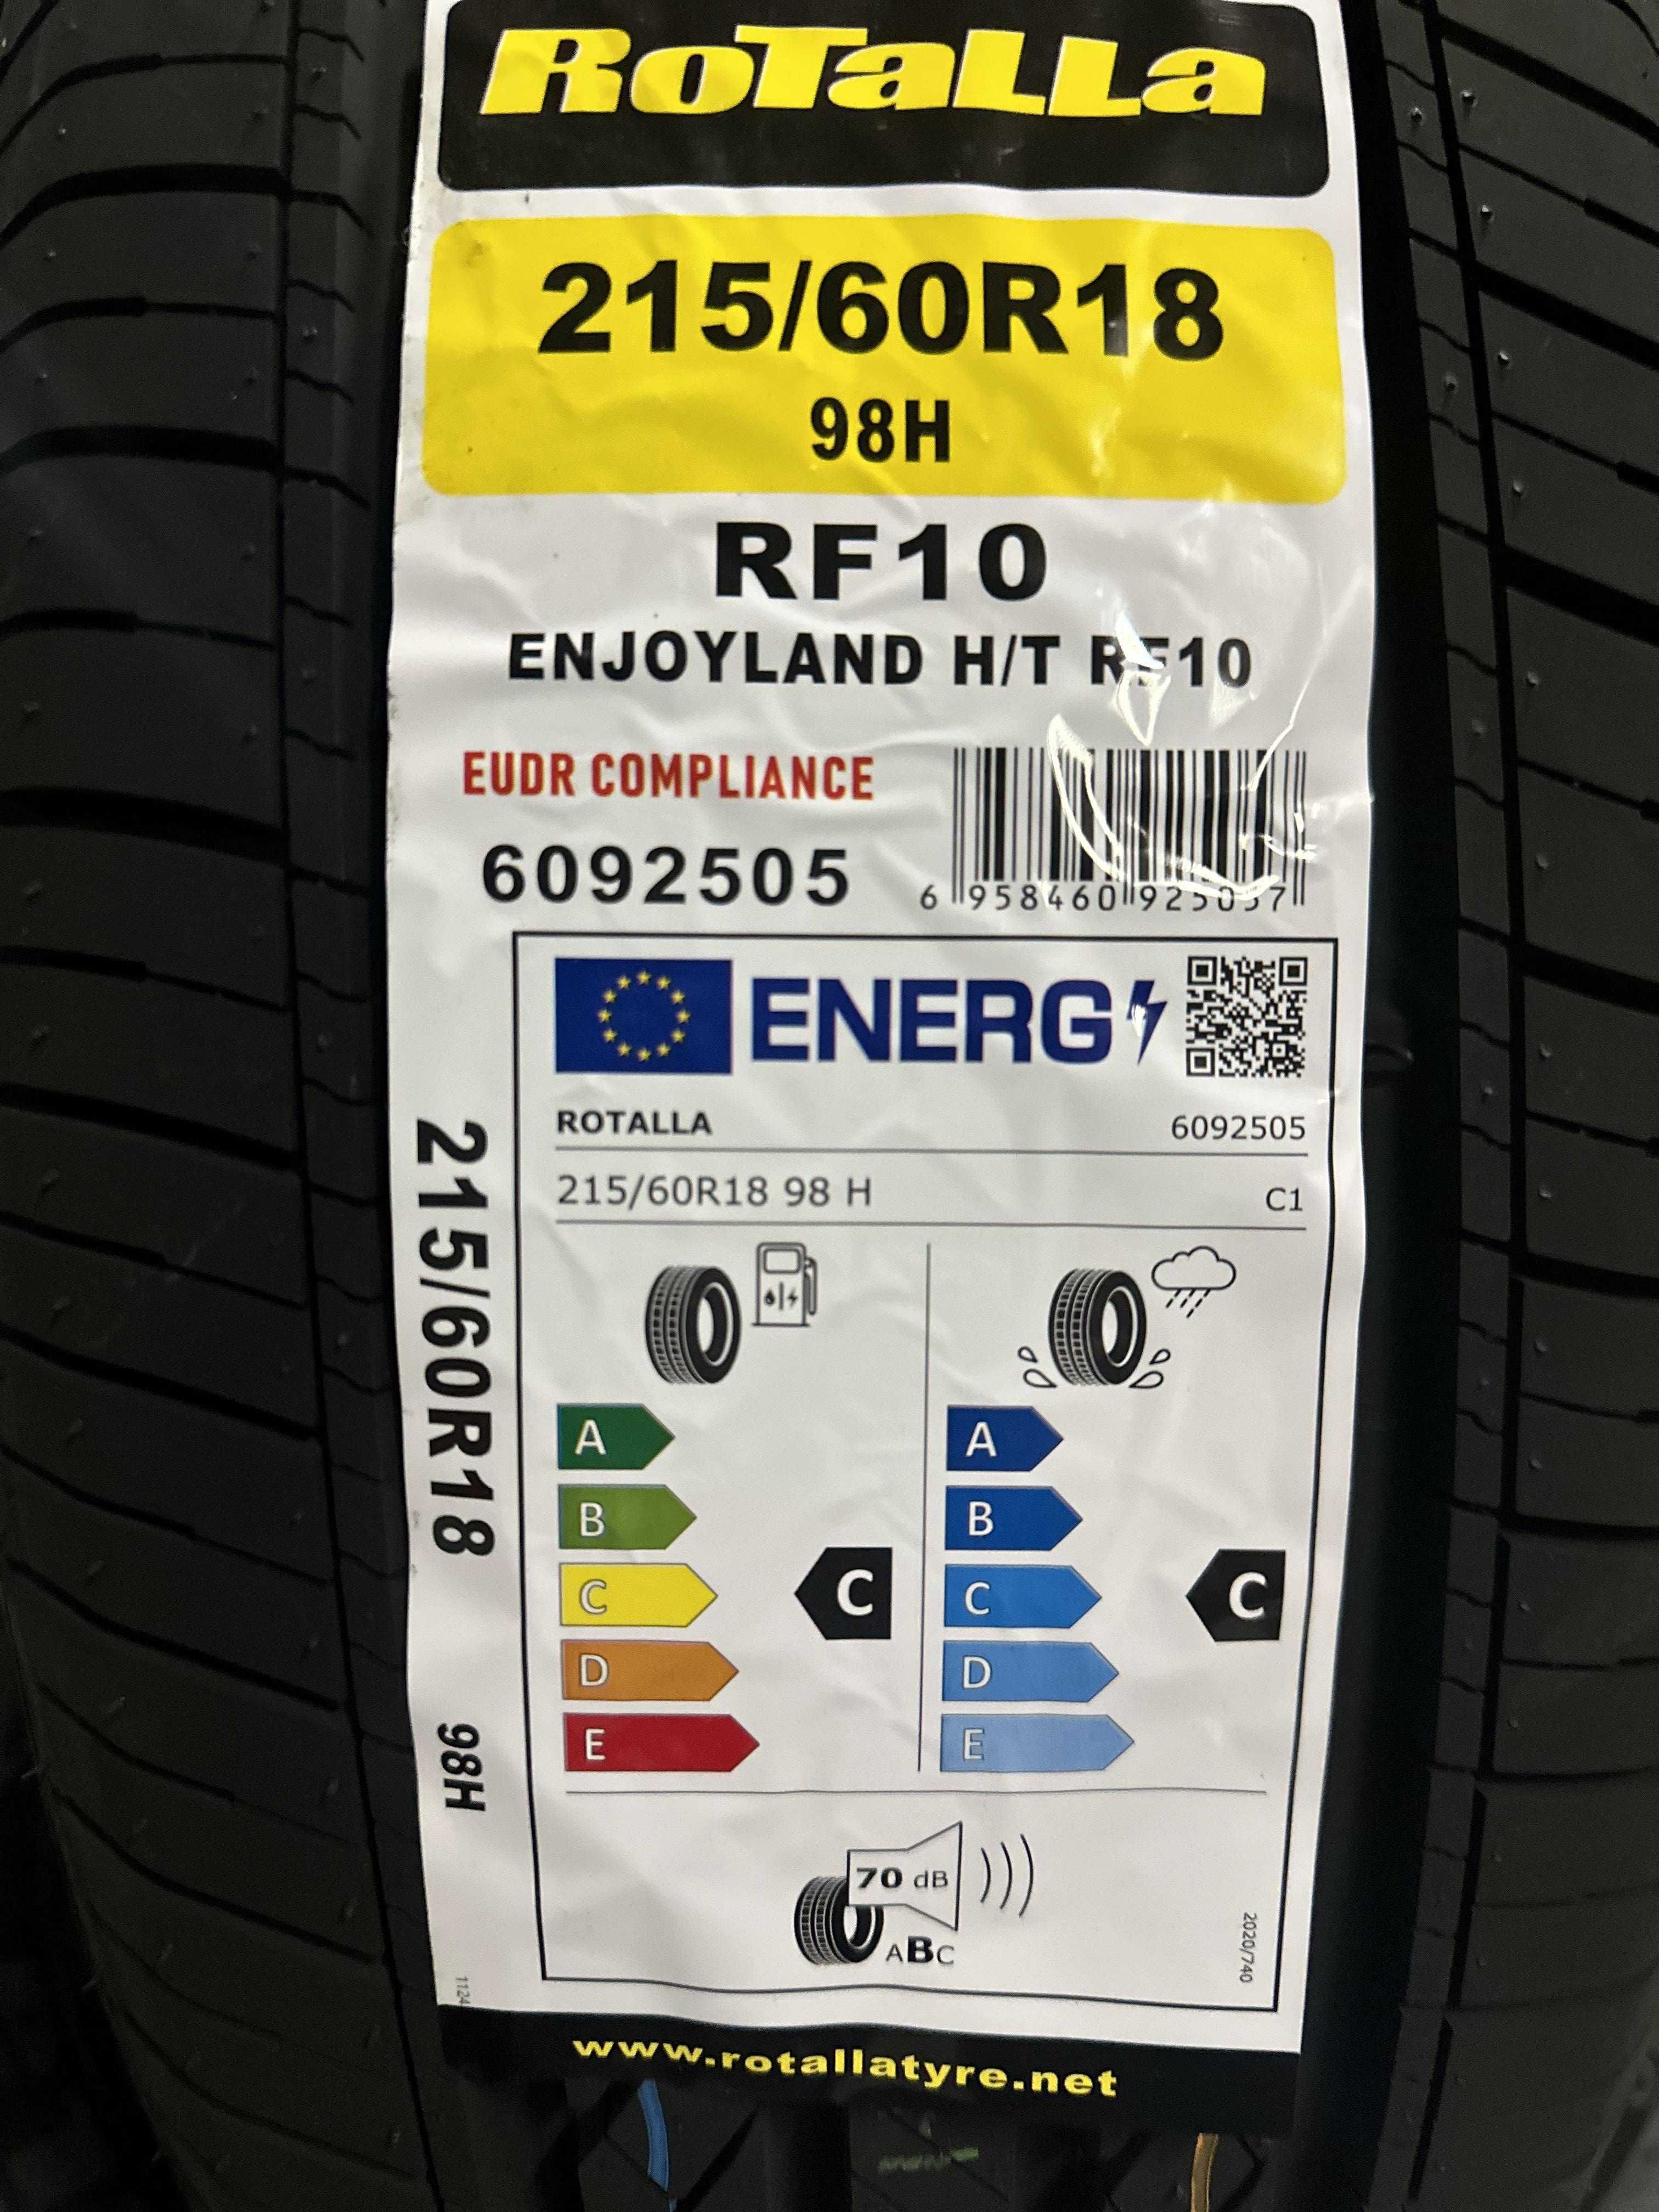 RoTaLLa
215/60R18
98H
RF10
ENJOYLAND H/T RF10
EUDR COMPLIANCE
6092505
6 958460 925057
ENERG
ROTALLA 6092505
215/60R18 98 H C1
A A
B B
C C C C
D D
E E
70 dB
ABC
2020/740
215/60R18 98H
1124
www.rotallatyre.net